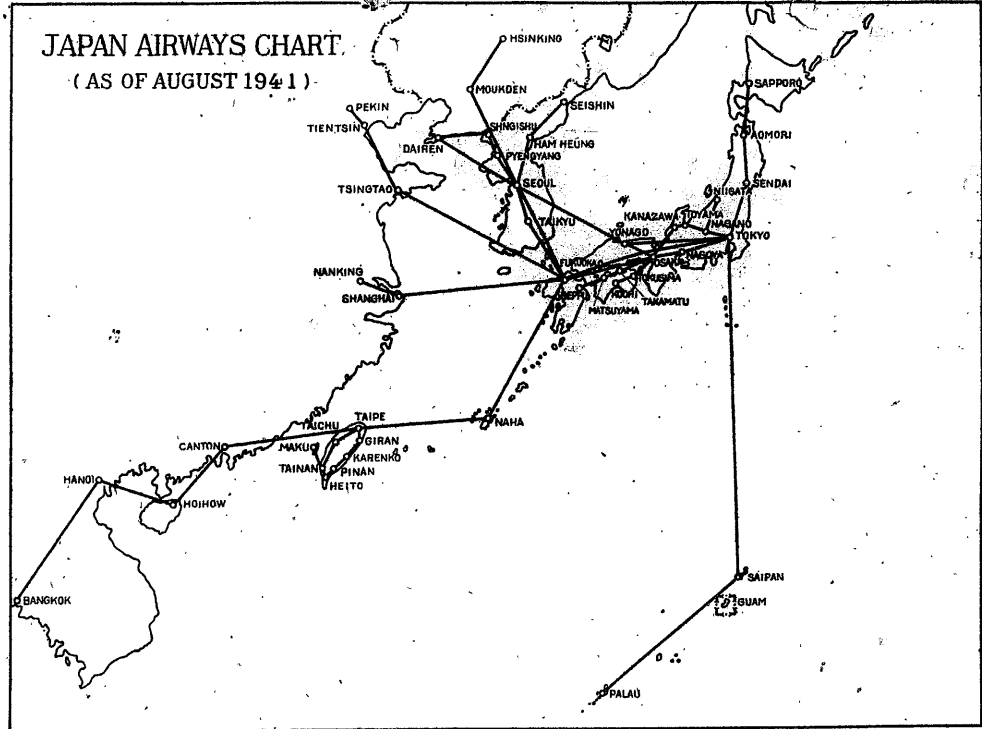 JAPAN AIRWAYS CHART.
(AS OF AUGUST 1941)
HSINKING
MOUKDEN
SAPPORO
PEKIN
SEISHIN
TIENTSIN
SHNGISHU
HAM HEUNG
AOMORI
DAIREN
PYENGYANG
SEOUL
SENDAI
TSINGTAO
NIIGATA
KANAZAWA
TOYAMA
TAIKYU
NAGANO
YONAGO
TOKYO
NAGOYA
OSAKA
FUKUOKA
NANKING
TOKUSIMA
SHANGHAI
KOCHI
TAKAMATU
MATSUYAMA
TAIPE
TAICHU
NAHA
GIRAN
CANTON
MAKU
KARENKO
TAINAN
PINAN
HANOI
HEITO
HOIHOW
SAIPAN
BANGKOK
GUAM
PALAU